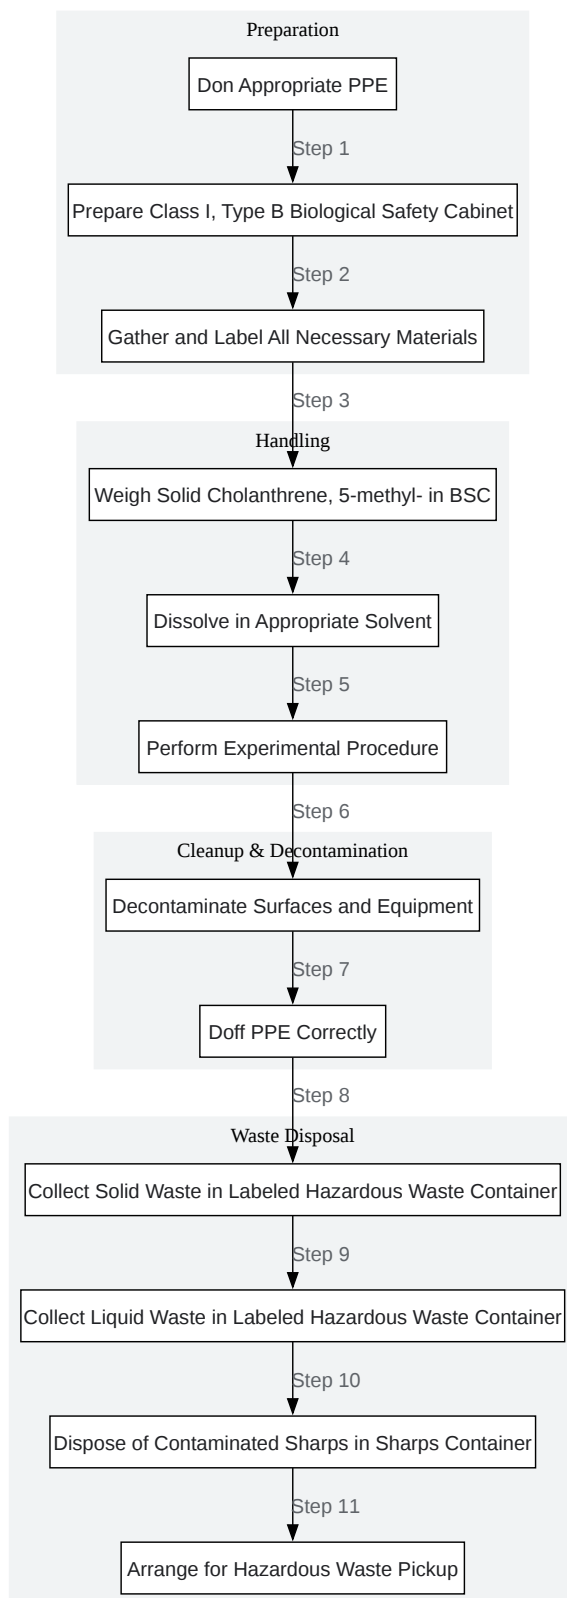 Preparation
Don Appropriate PPE
Step 1
Prepare Class I, Type B Biological Safety Cabinet
Step 2
Gather and Label All Necessary Materials
Step 3
Handling
Weigh Solid Cholanthrene, 5-methyl- in BSC
Step 4
Dissolve in Appropriate Solvent
Step 5
Perform Experimental Procedure
Step 6
Cleanup & Decontamination
Decontaminate Surfaces and Equipment
Step 7
Doff PPE Correctly
Step 8
Waste Disposal
Collect Solid Waste in Labeled Hazardous Waste Container
Step 9
Collect Liquid Waste in Labeled Hazardous Waste Container
Step 10
Dispose of Contaminated Sharps in Sharps Container
Step 11
Arrange for Hazardous Waste Pickup